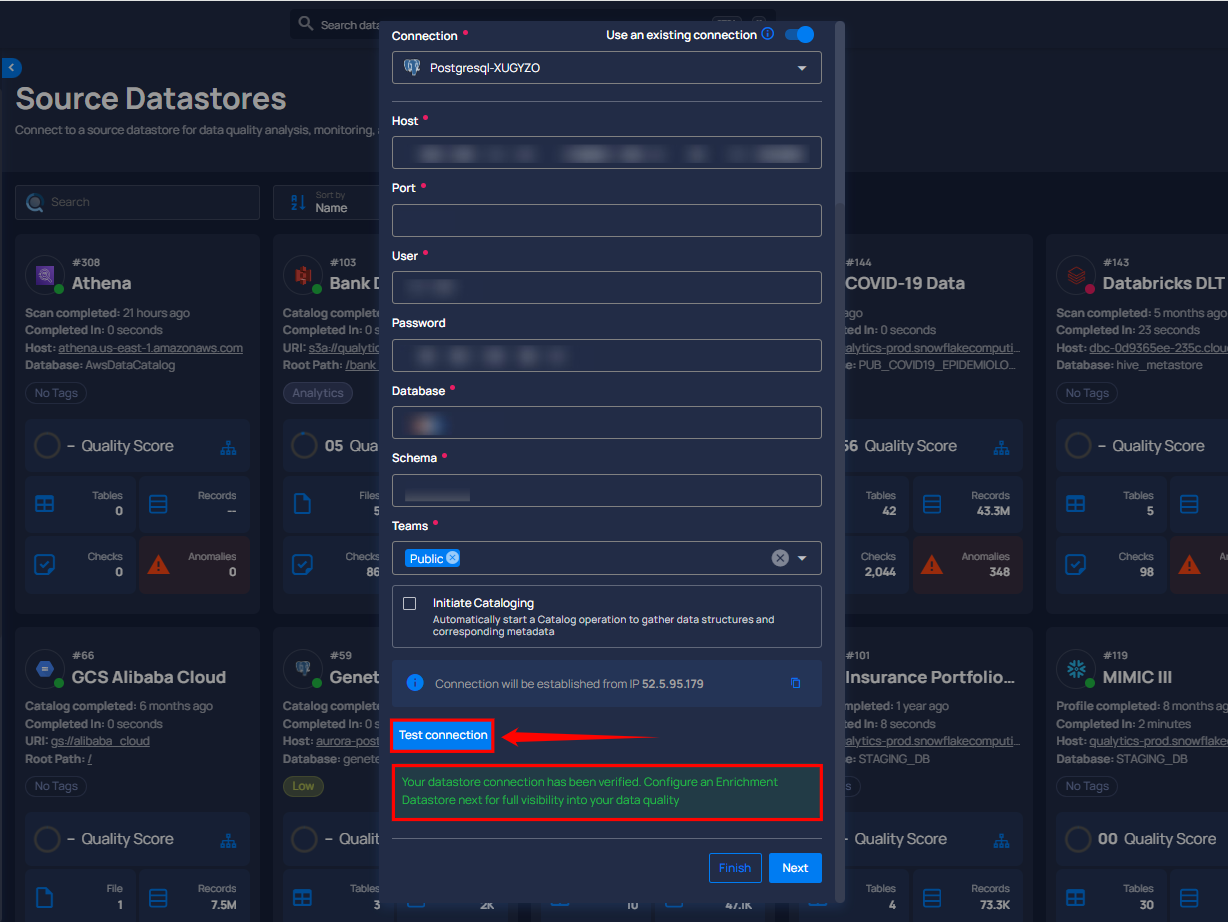 Search data
Connection *
Use an existing connection
Postgresql-XUGYZO
Source Datastores
Connect to a source datastore for data quality analysis, monitoring,
Host *
Port *
Search
Sort by
Name
User *
#308
Athena
Scan completed: 21 hours ago
Completed In: 0 seconds
Host: athena.us-east-1.amazonaws.com
Database: AwsDataCatalog
No Tags
– Quality Score
Tables
0
Records
--
Checks
0
Anomalies
0
#103
Bank
Catalog complete
Completed In: 0 s
URI: s3a://qualytic
Root Path: /bank_
Analytics
05 Qua
Files
5
Checks
86
Password
Database *
Schema *
Teams *
Public
Initiate Cataloging
Automatically start a Catalog operation to gather data structures and
corresponding metadata
Connection will be established from IP 52.5.95.179
Test connection
Your datastore connection has been verified. Configure an Enrichment
Datastore next for full visibility into your data quality
Finish
Next
#144
COVID-19 Data
ago
In: 0 seconds
alytics-prod.snowflakecomputi...
e: PUB_COVID19_EPIDEMIOLO...
56 Quality Score
Tables
42
Records
43.3M
Checks
2,044
Anomalies
348
#143
Databricks DLT
Scan completed: 5 months ago
Completed In: 23 seconds
Host: dbc-0d9365ee-235c.clou
Database: hive_metastore
No Tags
– Quality Score
Tables
5
Checks
98
#66
GCS Alibaba Cloud
Catalog completed: 6 months ago
Completed In: 0 seconds
URI: gs://alibaba_cloud
Root Path: /
No Tags
– Quality Score
File
1
Records
7.5M
#59
Genet
Catalog complete
Completed In: 0 s
Host: aurora-post
Database: genete
Low
– Qualit
Tables
3
2K
10
47.1K
#101
Insurance Portfolio...
completed: 1 year ago
In: 8 seconds
alytics-prod.snowflakecomputi...
e: STAGING_DB
s
- Quality Score
Tables
4
Records
73.3K
#119
MIMIC III
Profile completed: 8 months ago
Completed In: 2 minutes
Host: qualytics-prod.snowflakecomputi
Database: STAGING_DB
No Tags
00 Quality Score
Tables
30